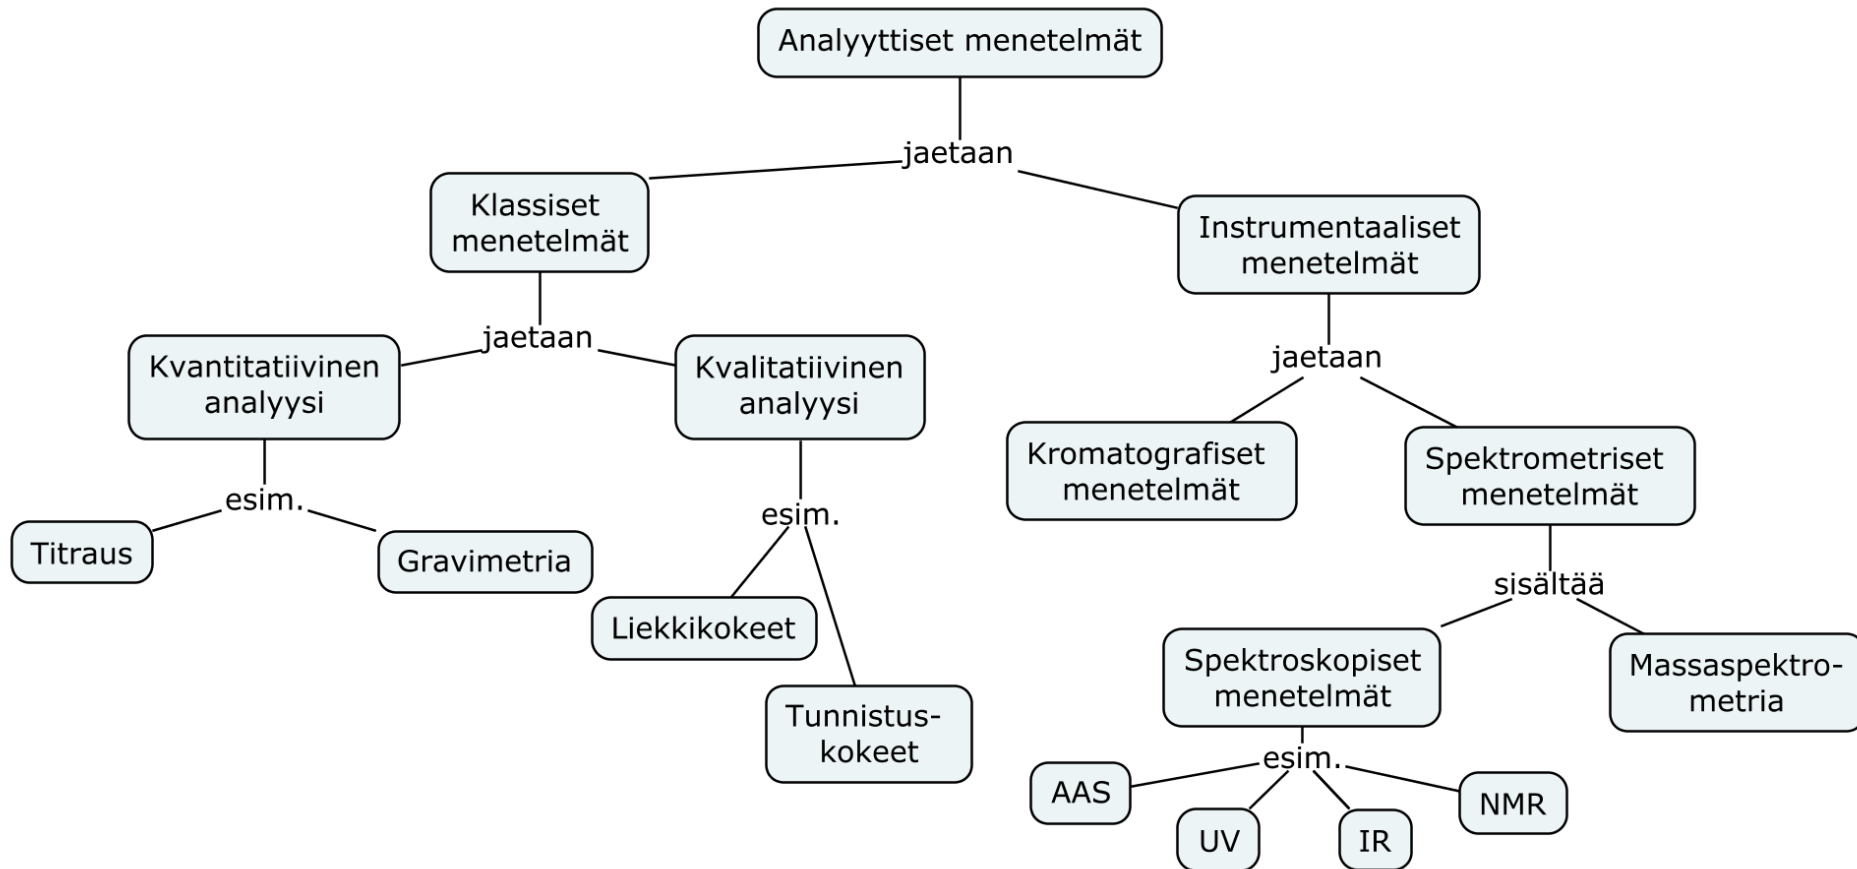 Analyyttiset menetelmät
jaetaan
Klassiset
menetelmät
Instrumentaaliset
menetelmät
jaetaan
jaetaan
Kvantitatiivinen
analyysi
Kvalitatiivinen
analyysi
Kromatografiset
menetelmät
Spektrometriset
menetelmät
esim.
esim.
Titraus
Gravimetria
sisältää
Liekkikokeet
Spektroskopiset
menetelmät
Massaspektro-
metria
Tunnistus-
kokeet
esim.
AAS
UV
IR
NMR